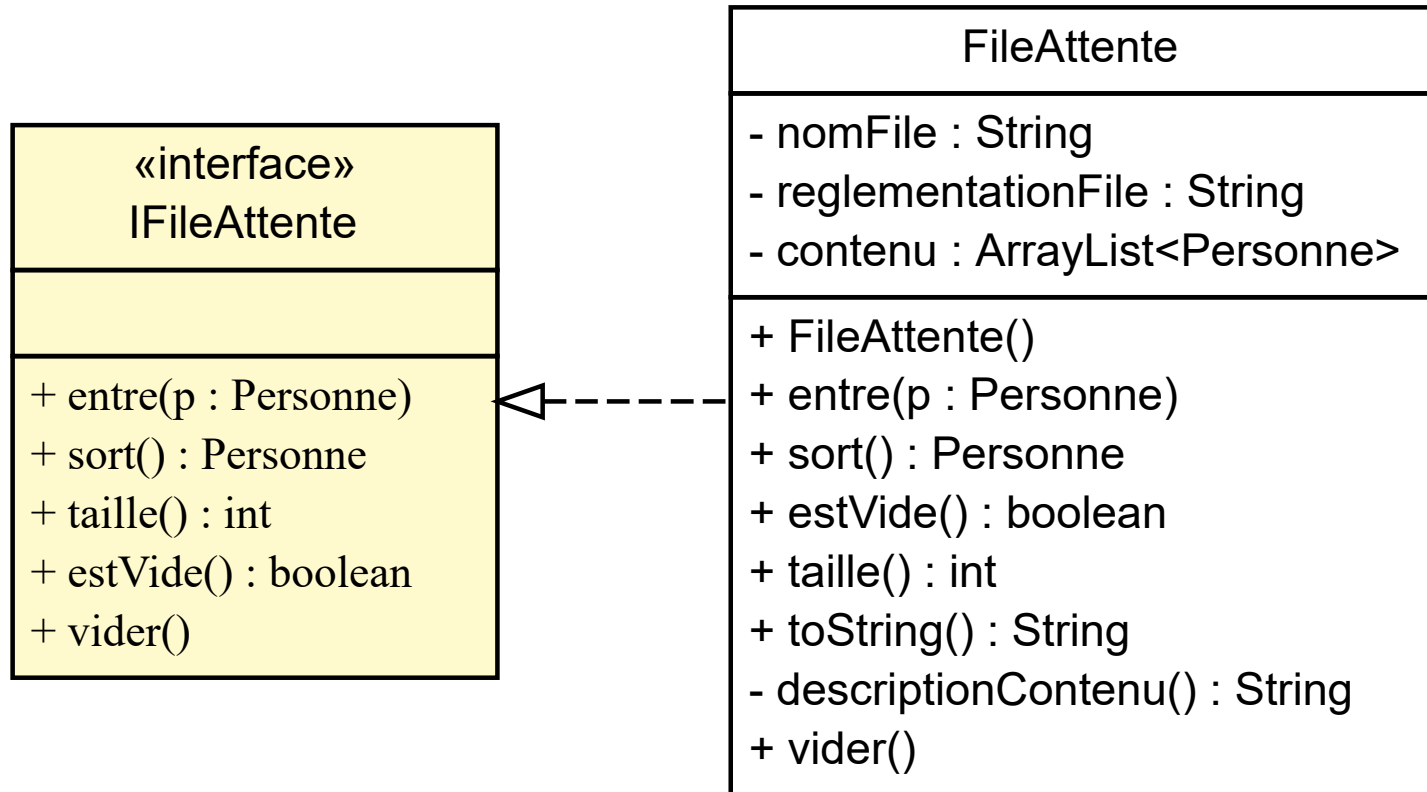 «interface»
IFileAttente
+ entre(p : Personne)
+ sort() : Personne
+ taille() : int
+ estVide() : boolean
+ vider()
FileAttente
- nomFile : String
- reglementationFile : String
- contenu : ArrayList<Personne>
+ FileAttente()
+ entre(p : Personne)
+ sort() : Personne
+ estVide() : boolean
+ taille() : int
+ toString() : String
- descriptionContenu() : String
+ vider()